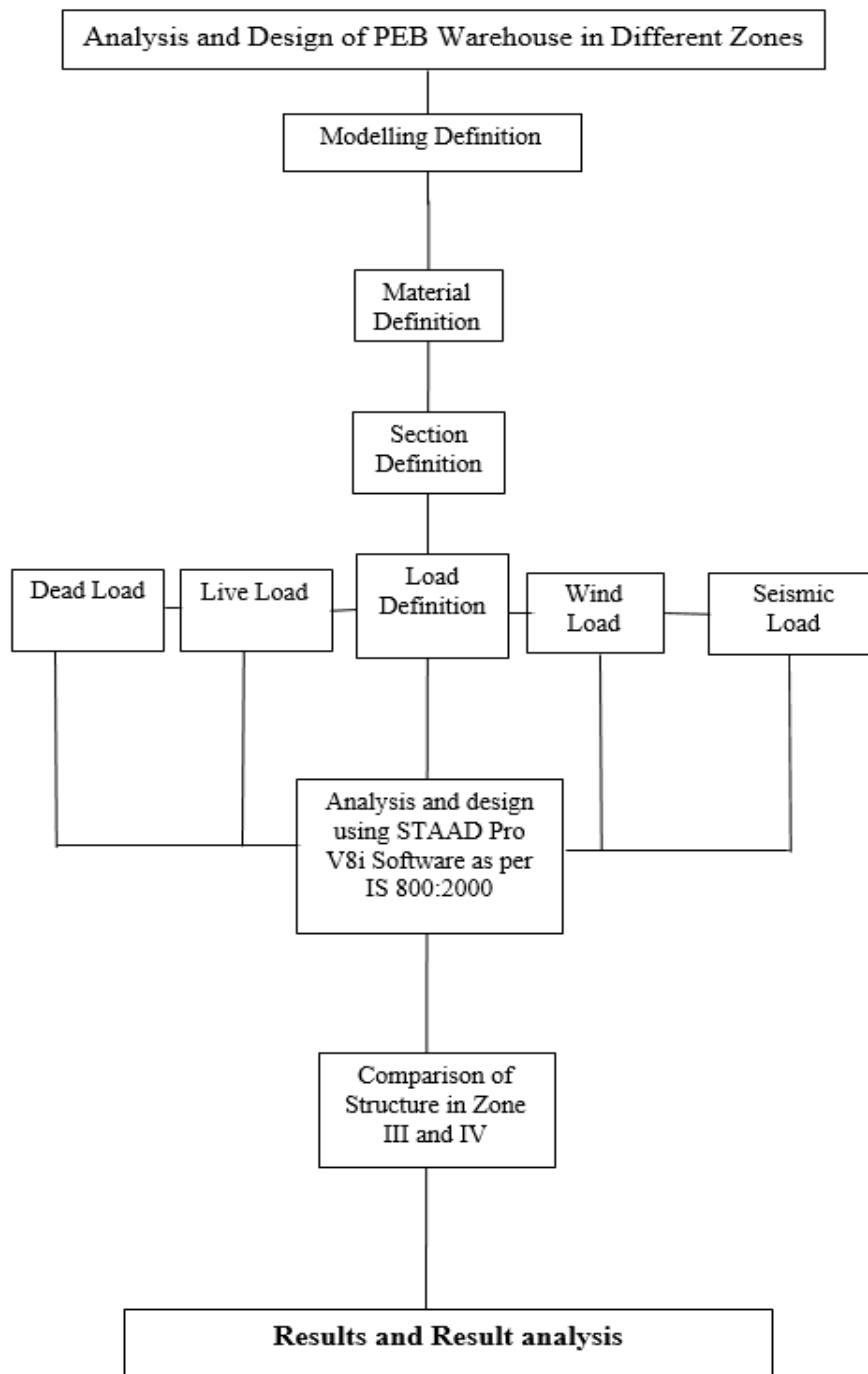 Analysis and Design of PEB Warehouse in Different Zones
Modelling Definition
Material
Definition
Section
Definition
Dead Load
Live Load
Load
Definition
Wind
Load
Seismic
Load
Analysis and design
using STAAD Pro
V8i Software as per
IS 800:2000
Comparison of
Structure in Zone
III and IV
Results and Result analysis